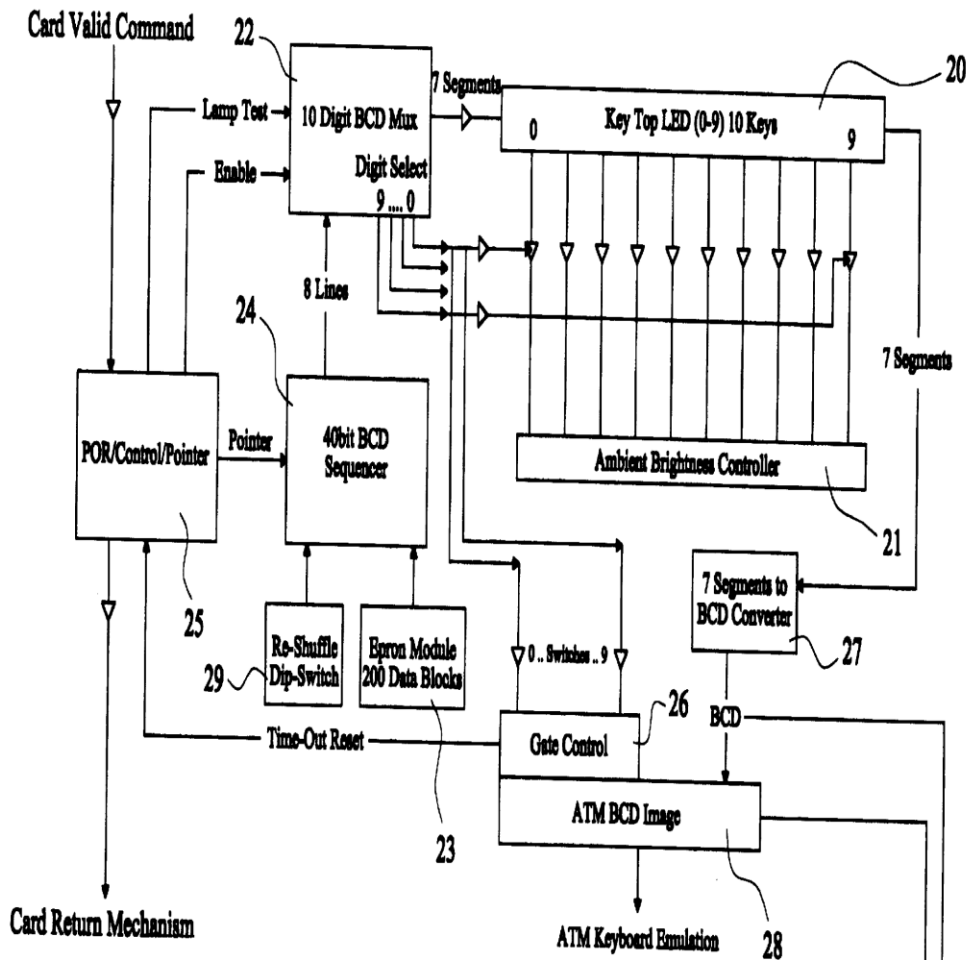 Card Valid Command
22
20
7 Segments
Lamp Test
10 Digit BCD Mux
Key Top LED (0-9) 10 Keys
0
9
Digit Select
Enable
9 .... 0
8 Lines
24
7 Segments
POR/Control/Pointer
Pointer
40bit BCD
Sequencer
Ambient Brightness Controller
21
25
7 Segments to
BCD Converter
27
Re-Shuffle
Dip-Switch
29
Epron Module
200 Data Blocks
0 .. Switches .. 9
26
BCD
Time-Out Reset
Gate Control
23
ATM BCD Image
Card Return Mechanism
ATM Keyboard Emulation
28